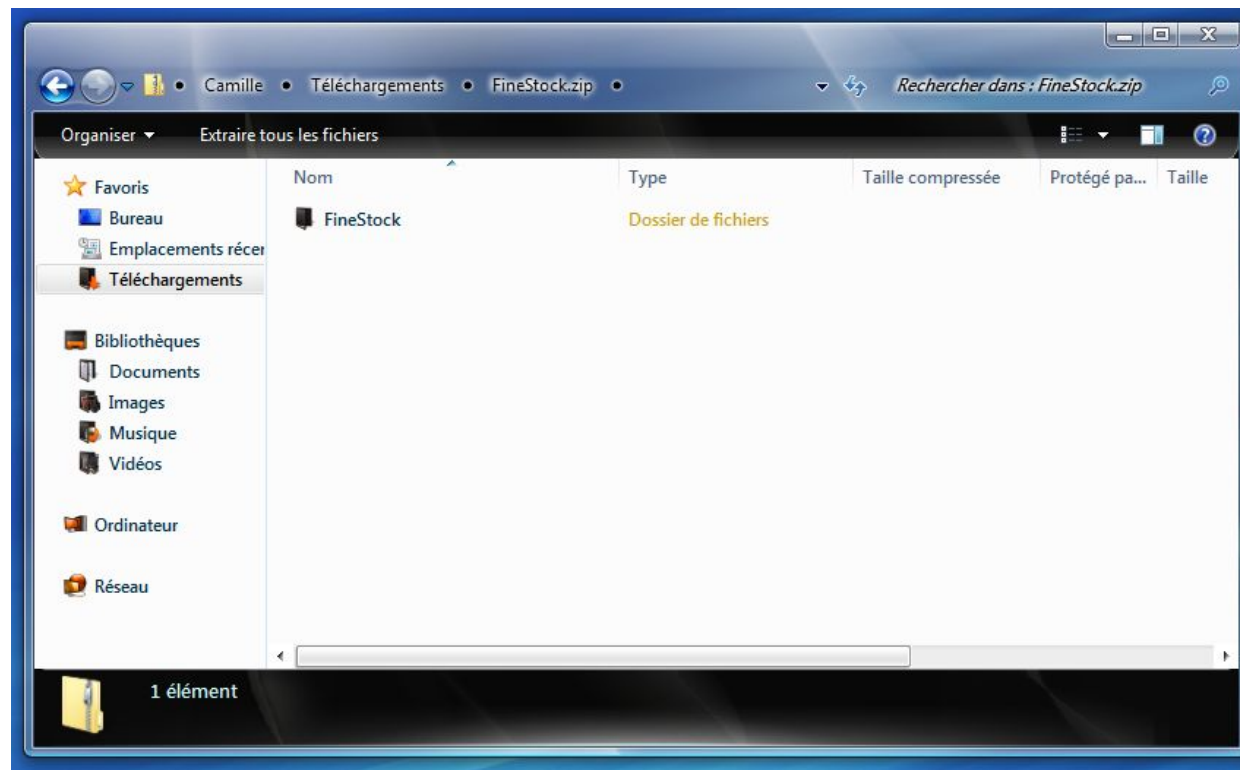 Camille • Téléchargements • FineStock.zip •
Rechercher dans : FineStock.zip
Organiser
Extraire tous les fichiers
Favoris
Bureau
Emplacements récer
Téléchargements
Bibliothèques
Documents
Images
Musique
Vidéos
Ordinateur
Réseau
Nom Type Taille compressée Protégé pa... Taille
FineStock Dossier de fichiers
1 élément